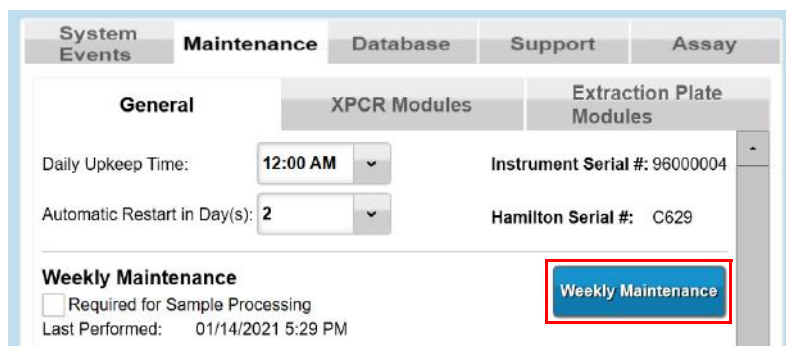 System Events
Maintenance
Database
Support
Assay
General
XPCR Modules
Extraction Plate Modules
Daily Upkeep Time: 12:00 AM
Instrument Serial #: 96000004
Automatic Restart in Day(s): 2
Hamilton Serial #: C629
Weekly Maintenance
Weekly Maintenance
Required for Sample Processing
Last Performed: 01/14/2021 5:29 PM